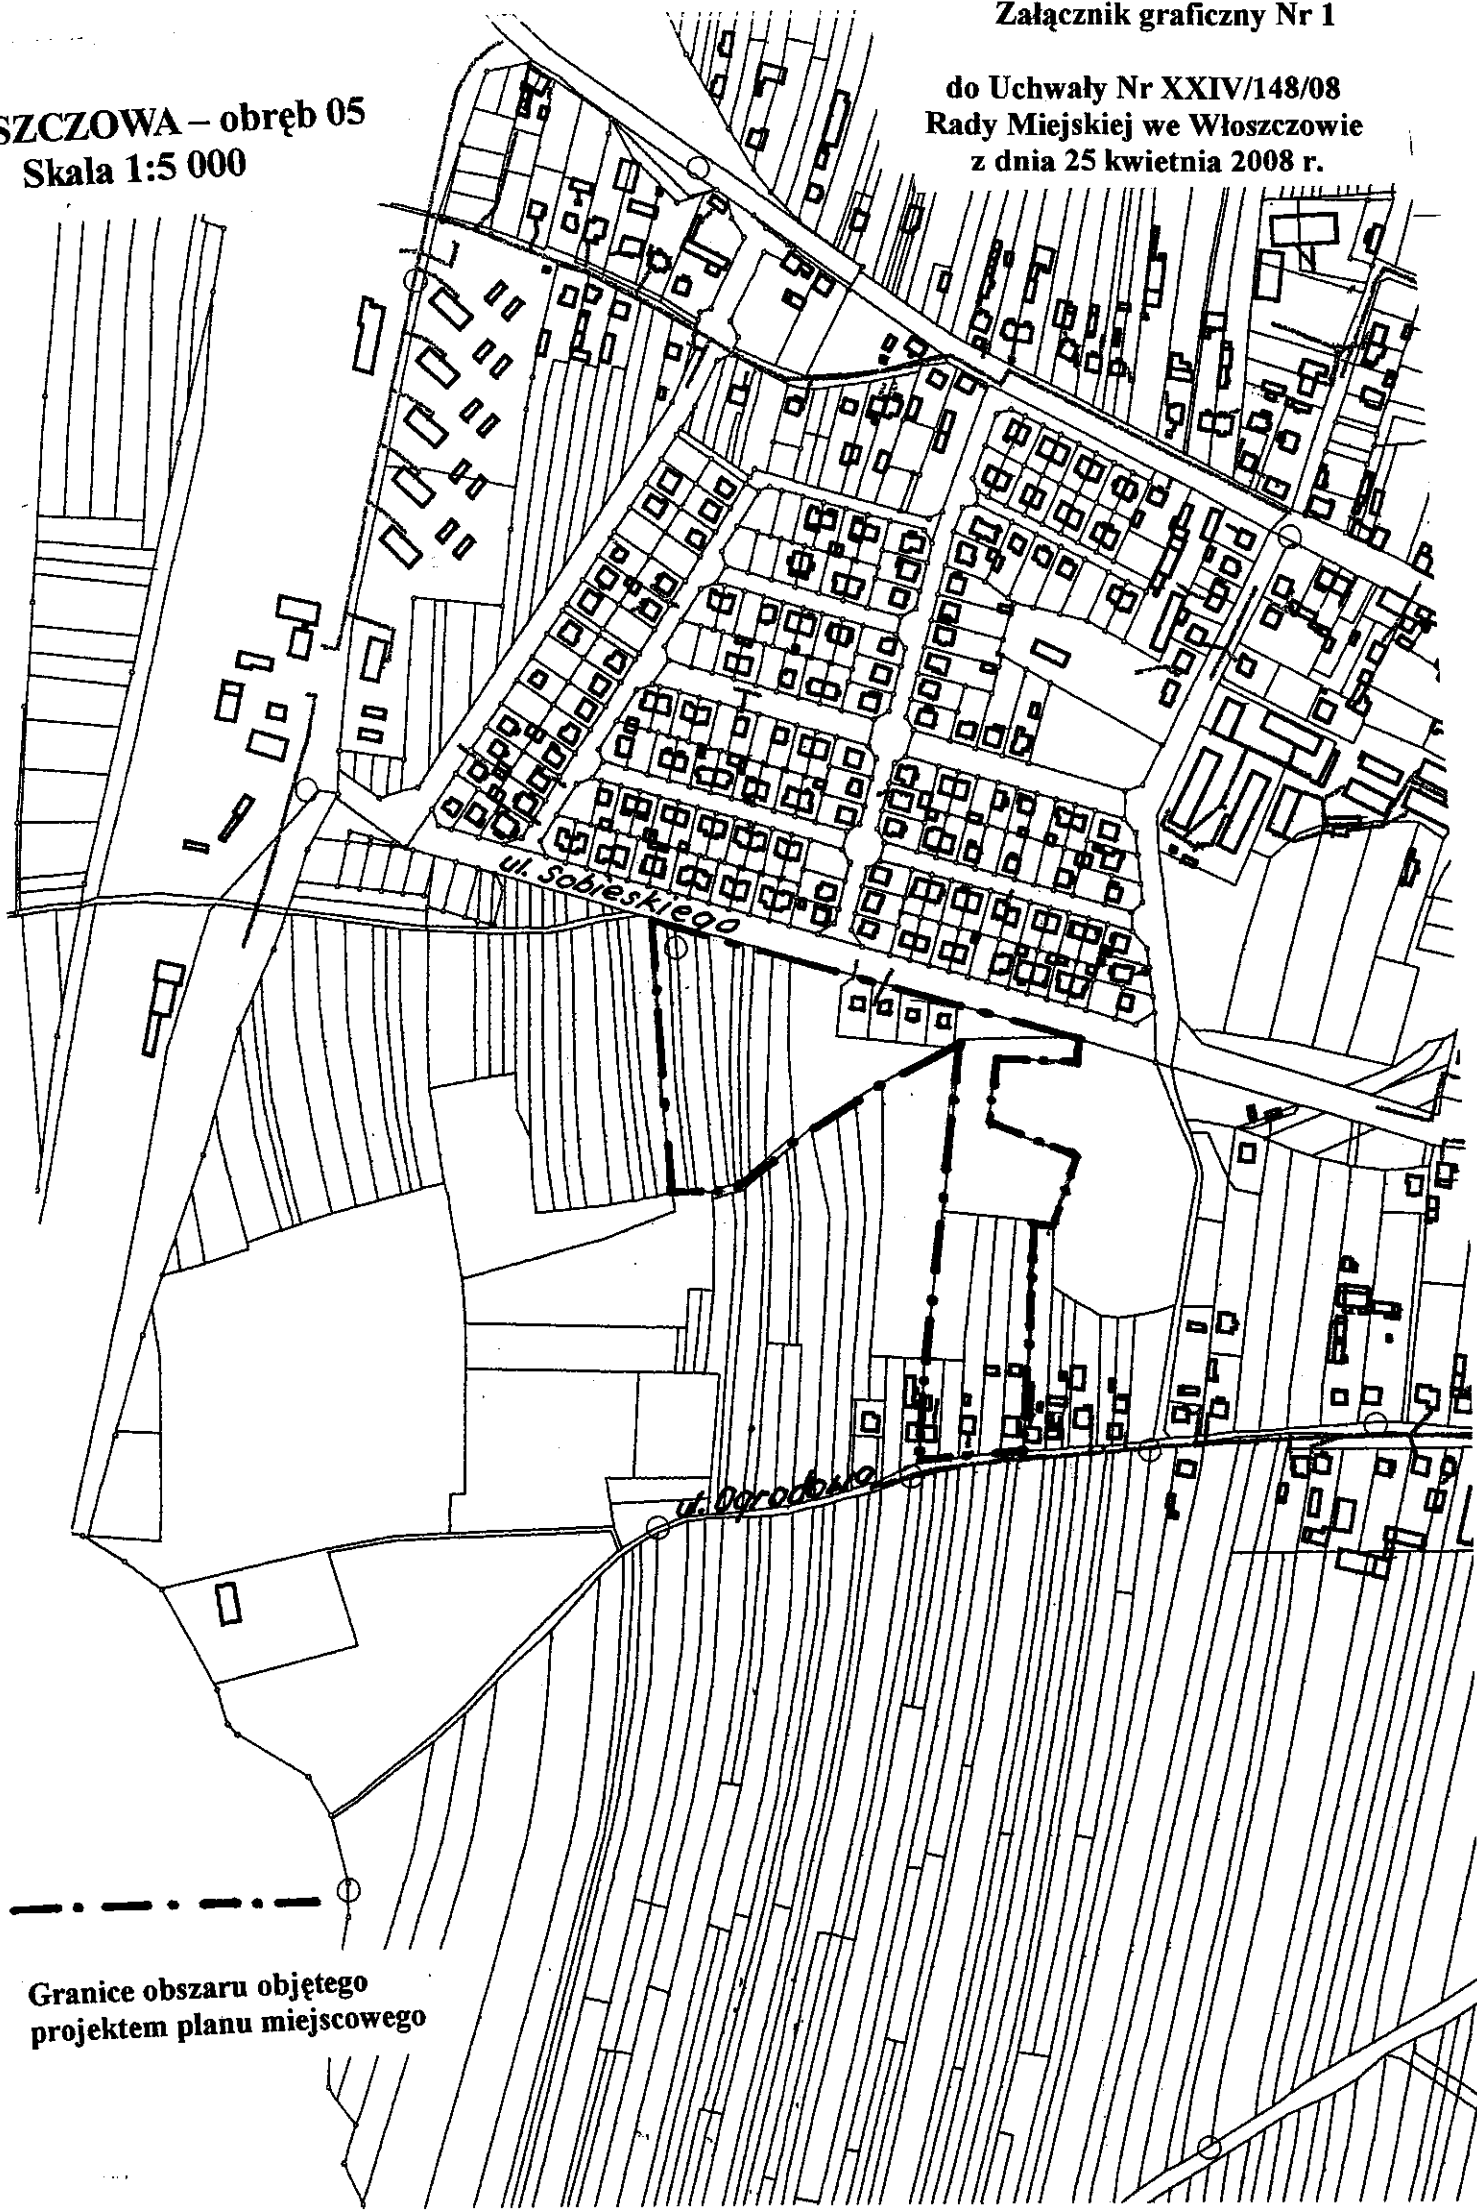 Załącznik graficzny Nr 1
do Uchwały Nr XXIV/148/08
Rady Miejskiej we Włoszczowie
z dnia 25 kwietnia 2008 r.
SZCZOWA – obręb 05
Skala 1:5 000
ul. Sobieskiego
ul. Ogrodowa
Granice obszaru objętego
projektem planu miejscowego